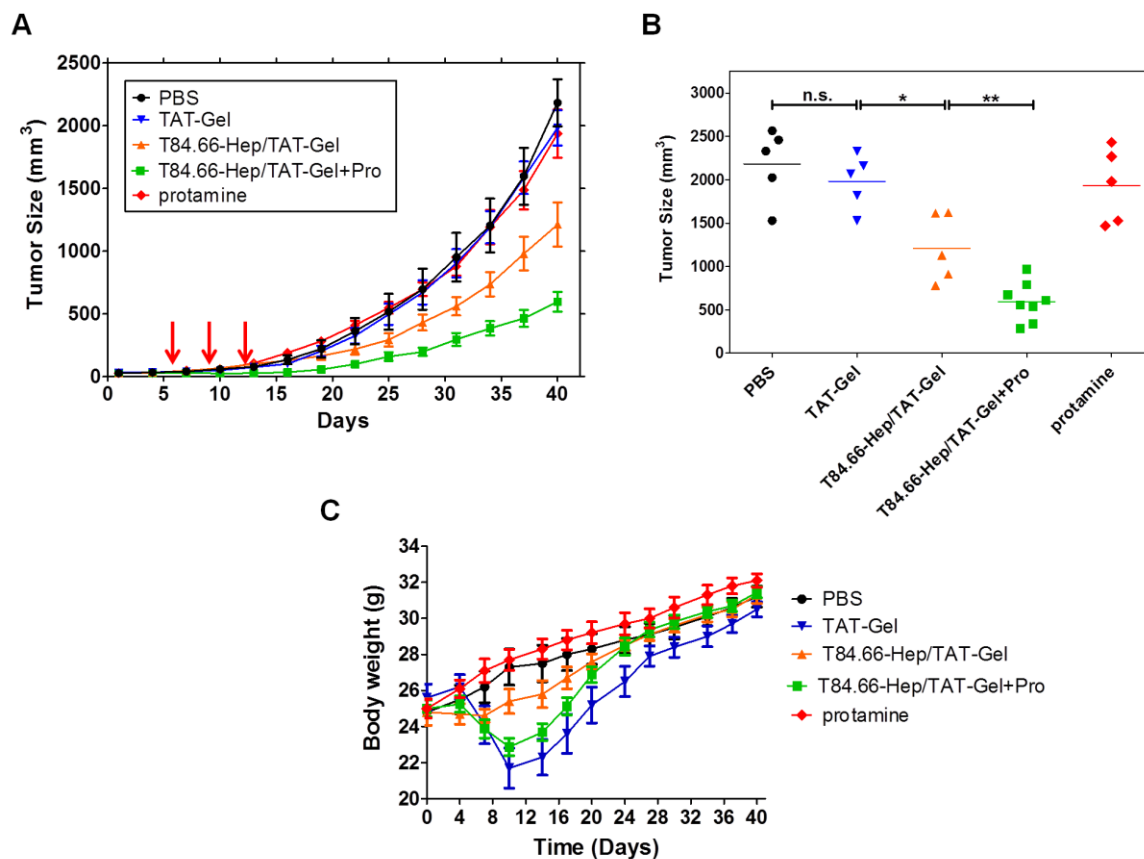 A
Tumor Size (mm³)
2500
2000
1500
1000
500
0
PBS
TAT-Gel
T84.66-Hep/TAT-Gel
T84.66-Hep/TAT-Gel+Pro
protamine
0 5 10 15 20 25 30 35 40
Days
B
Tumor Size (mm³)
3000
2500
2000
1500
1000
500
0
n.s. * **
PBS
TAT-Gel
T84.66-Hep/TAT-Gel
T84.66-Hep/TAT-Gel+Pro
protamine
C
Body weight (g)
34
32
30
28
26
24
22
20
0 4 8 12 16 20 24 28 32 36 40
Time (Days)
PBS
TAT-Gel
T84.66-Hep/TAT-Gel
T84.66-Hep/TAT-Gel+Pro
protamine